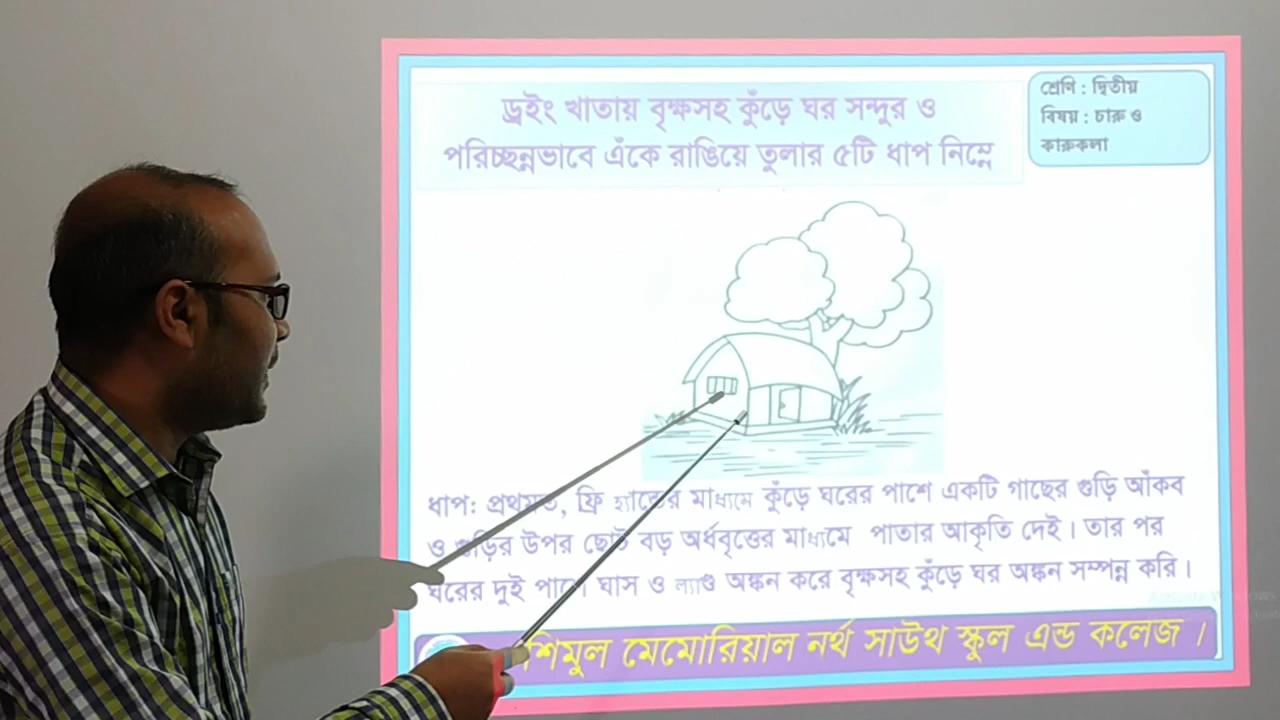 ড্রইং খাতায় বৃক্ষসহ কুঁড়ে ঘর সন্দুর ও
পরিচ্ছন্নভাবে এঁকে রাঙিয়ে তুলার ৫টি ধাপ নিম্নে
শ্রেণি : দ্বিতীয়
বিষয় : চারু ও
কারুকলা
ধাপ: প্রথমত, ফ্রি হ্যান্ডের মাধ্যমে কুঁড়ে ঘরের পাশে একটি গাছের গুড়ি আঁকব
ও গুড়ির উপর ছোট বড় অর্ধবৃত্তের মাধ্যমে পাতার আকৃতি দেই। তার পর
ঘরের দুই পাশে ঘাস ও ল্যাণ্ড অঙ্কন করে বৃক্ষসহ কুঁড়ে ঘর অঙ্কন সম্পন্ন করি।
শিমুল মেমোরিয়াল নর্থ সাউথ স্কুল এন্ড কলেজ ।